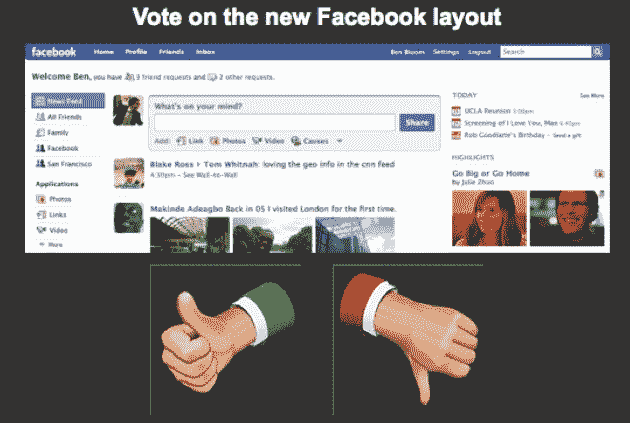 Vote on the new Facebook layout
facebook Home Profile Friends Inbox Ben Bloom Settings Logout Search
Welcome Ben, you have 3 friend requests and 2 other requests.
News Feed
All Friends
Family
Facebook
San Francisco
Applications
Photos
Links
Video
More
What's on your mind?
Share
Add: Link Photos Video Causes
Blake Ross ▸ Tom Whitnah: loving the geo info in the cnn feed
4:30pm - See Wall-to-Wall
Makinde Adeagbo Back in 05 I visited London for the first time.
TODAY See More
UCLA Reunion
Screening of I Love You, Man
Rob Goodlatte's Birthday - Send a gift
HIGHLIGHTS
Go Big or Go Home
by Julie Zhuo